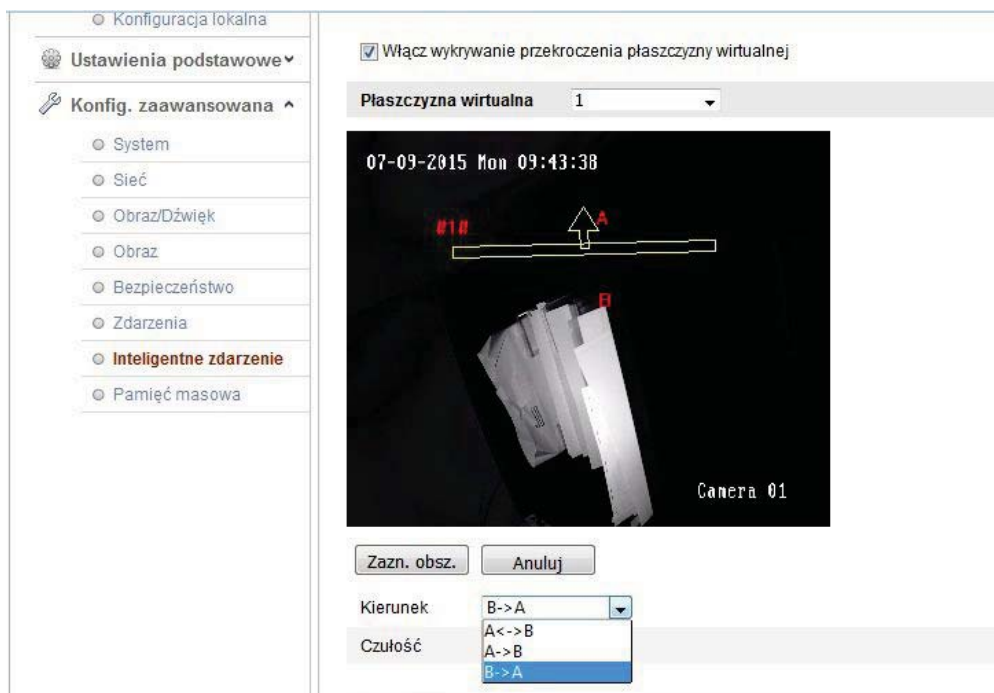 Konfiguracja lokalna
Ustawienia podstawowe
Konfig. zaawansowana
System
Sieć
Obraz/Dźwięk
Obraz
Bezpieczeństwo
Zdarzenia
Inteligentne zdarzenie
Pamięć masowa
Włącz wykrywanie przekroczenia płaszczyzny wirtualnej
Płaszczyzna wirtualna 1
07-09-2015 Mon 09:43:38
#1# A
B
Camera 01
Zazn. obsz. Anuluj
Kierunek B->A
A<->B
Czułość A->B
B->A